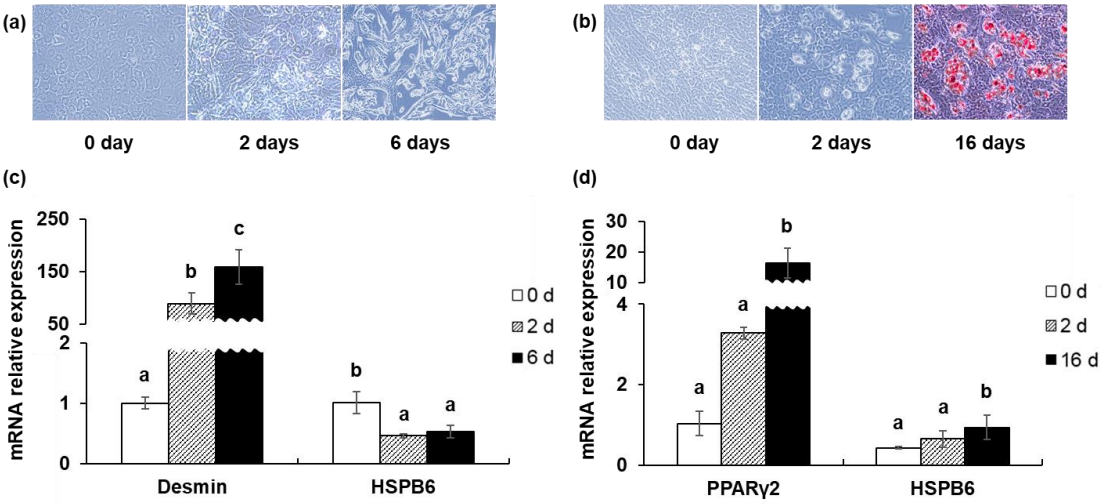 (a)
0 day 2 days 6 days
(b)
0 day 2 days 16 days
(c)
mRNA relative expression
250
150
50
2
1
0
a
b
c
b
a
a
Desmin HSPB6
0 d
2 d
6 d
(d)
mRNA relative expression
30
20
10
4
2
0
a
a
b
a
a
b
PPARγ2 HSPB6
0 d
2 d
16 d